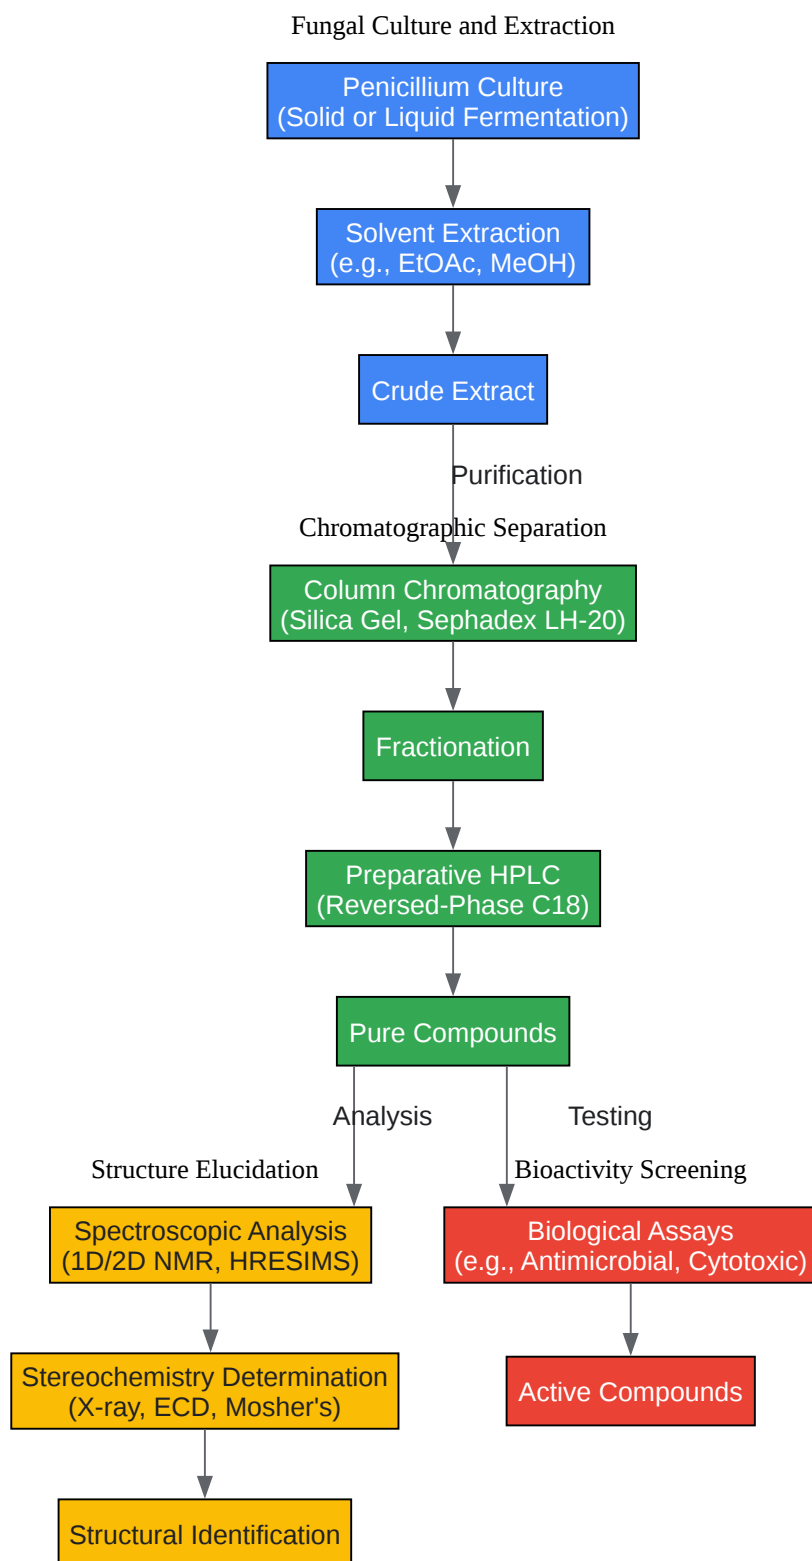 Fungal Culture and Extraction
Penicillium Culture
(Solid or Liquid Fermentation)
Solvent Extraction
(e.g., EtOAc, MeOH)
Crude Extract
Purification
Chromatographic Separation
Column Chromatography
(Silica Gel, Sephadex LH-20)
Fractionation
Preparative HPLC
(Reversed-Phase C18)
Pure Compounds
Analysis
Testing
Structure Elucidation
Bioactivity Screening
Spectroscopic Analysis
(1D/2D NMR, HRESIMS)
Biological Assays
(e.g., Antimicrobial, Cytotoxic)
Stereochemistry Determination
(X-ray, ECD, Mosher's)
Active Compounds
Structural Identification